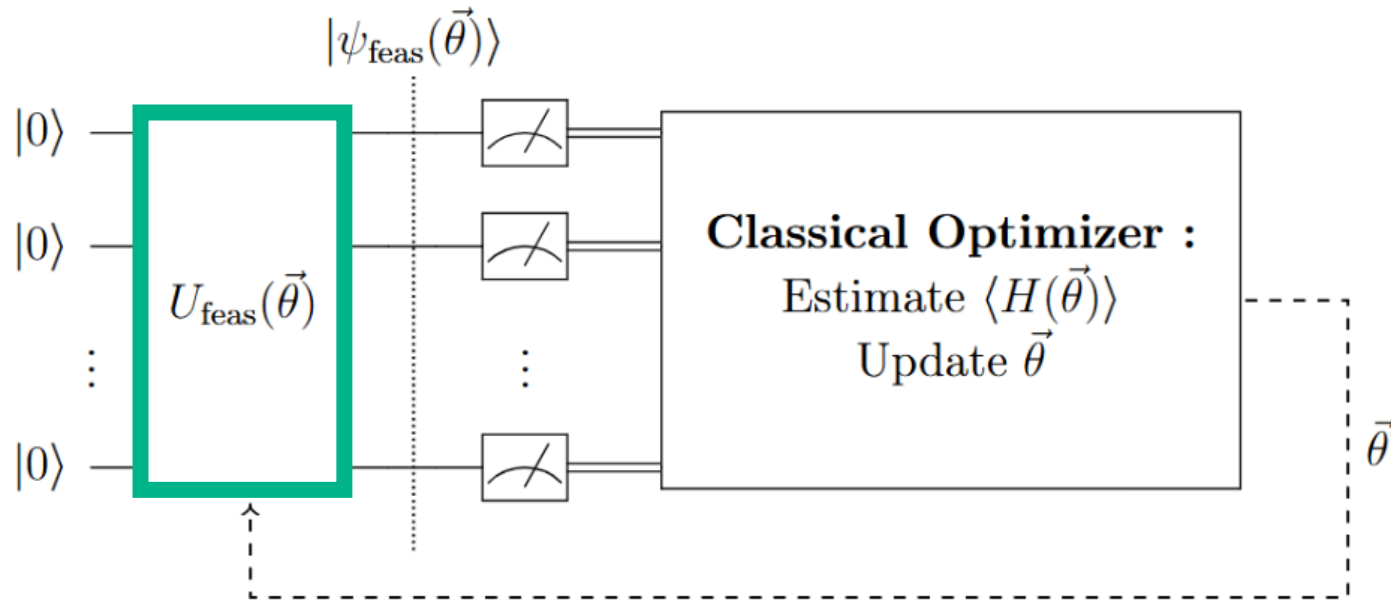 |ψ_feas(θ⃗)⟩
|0⟩
|0⟩
U_feas(θ⃗)
⋮
⋮
|0⟩
Classical Optimizer :
Estimate ⟨H(θ⃗)⟩
Update θ⃗
θ⃗